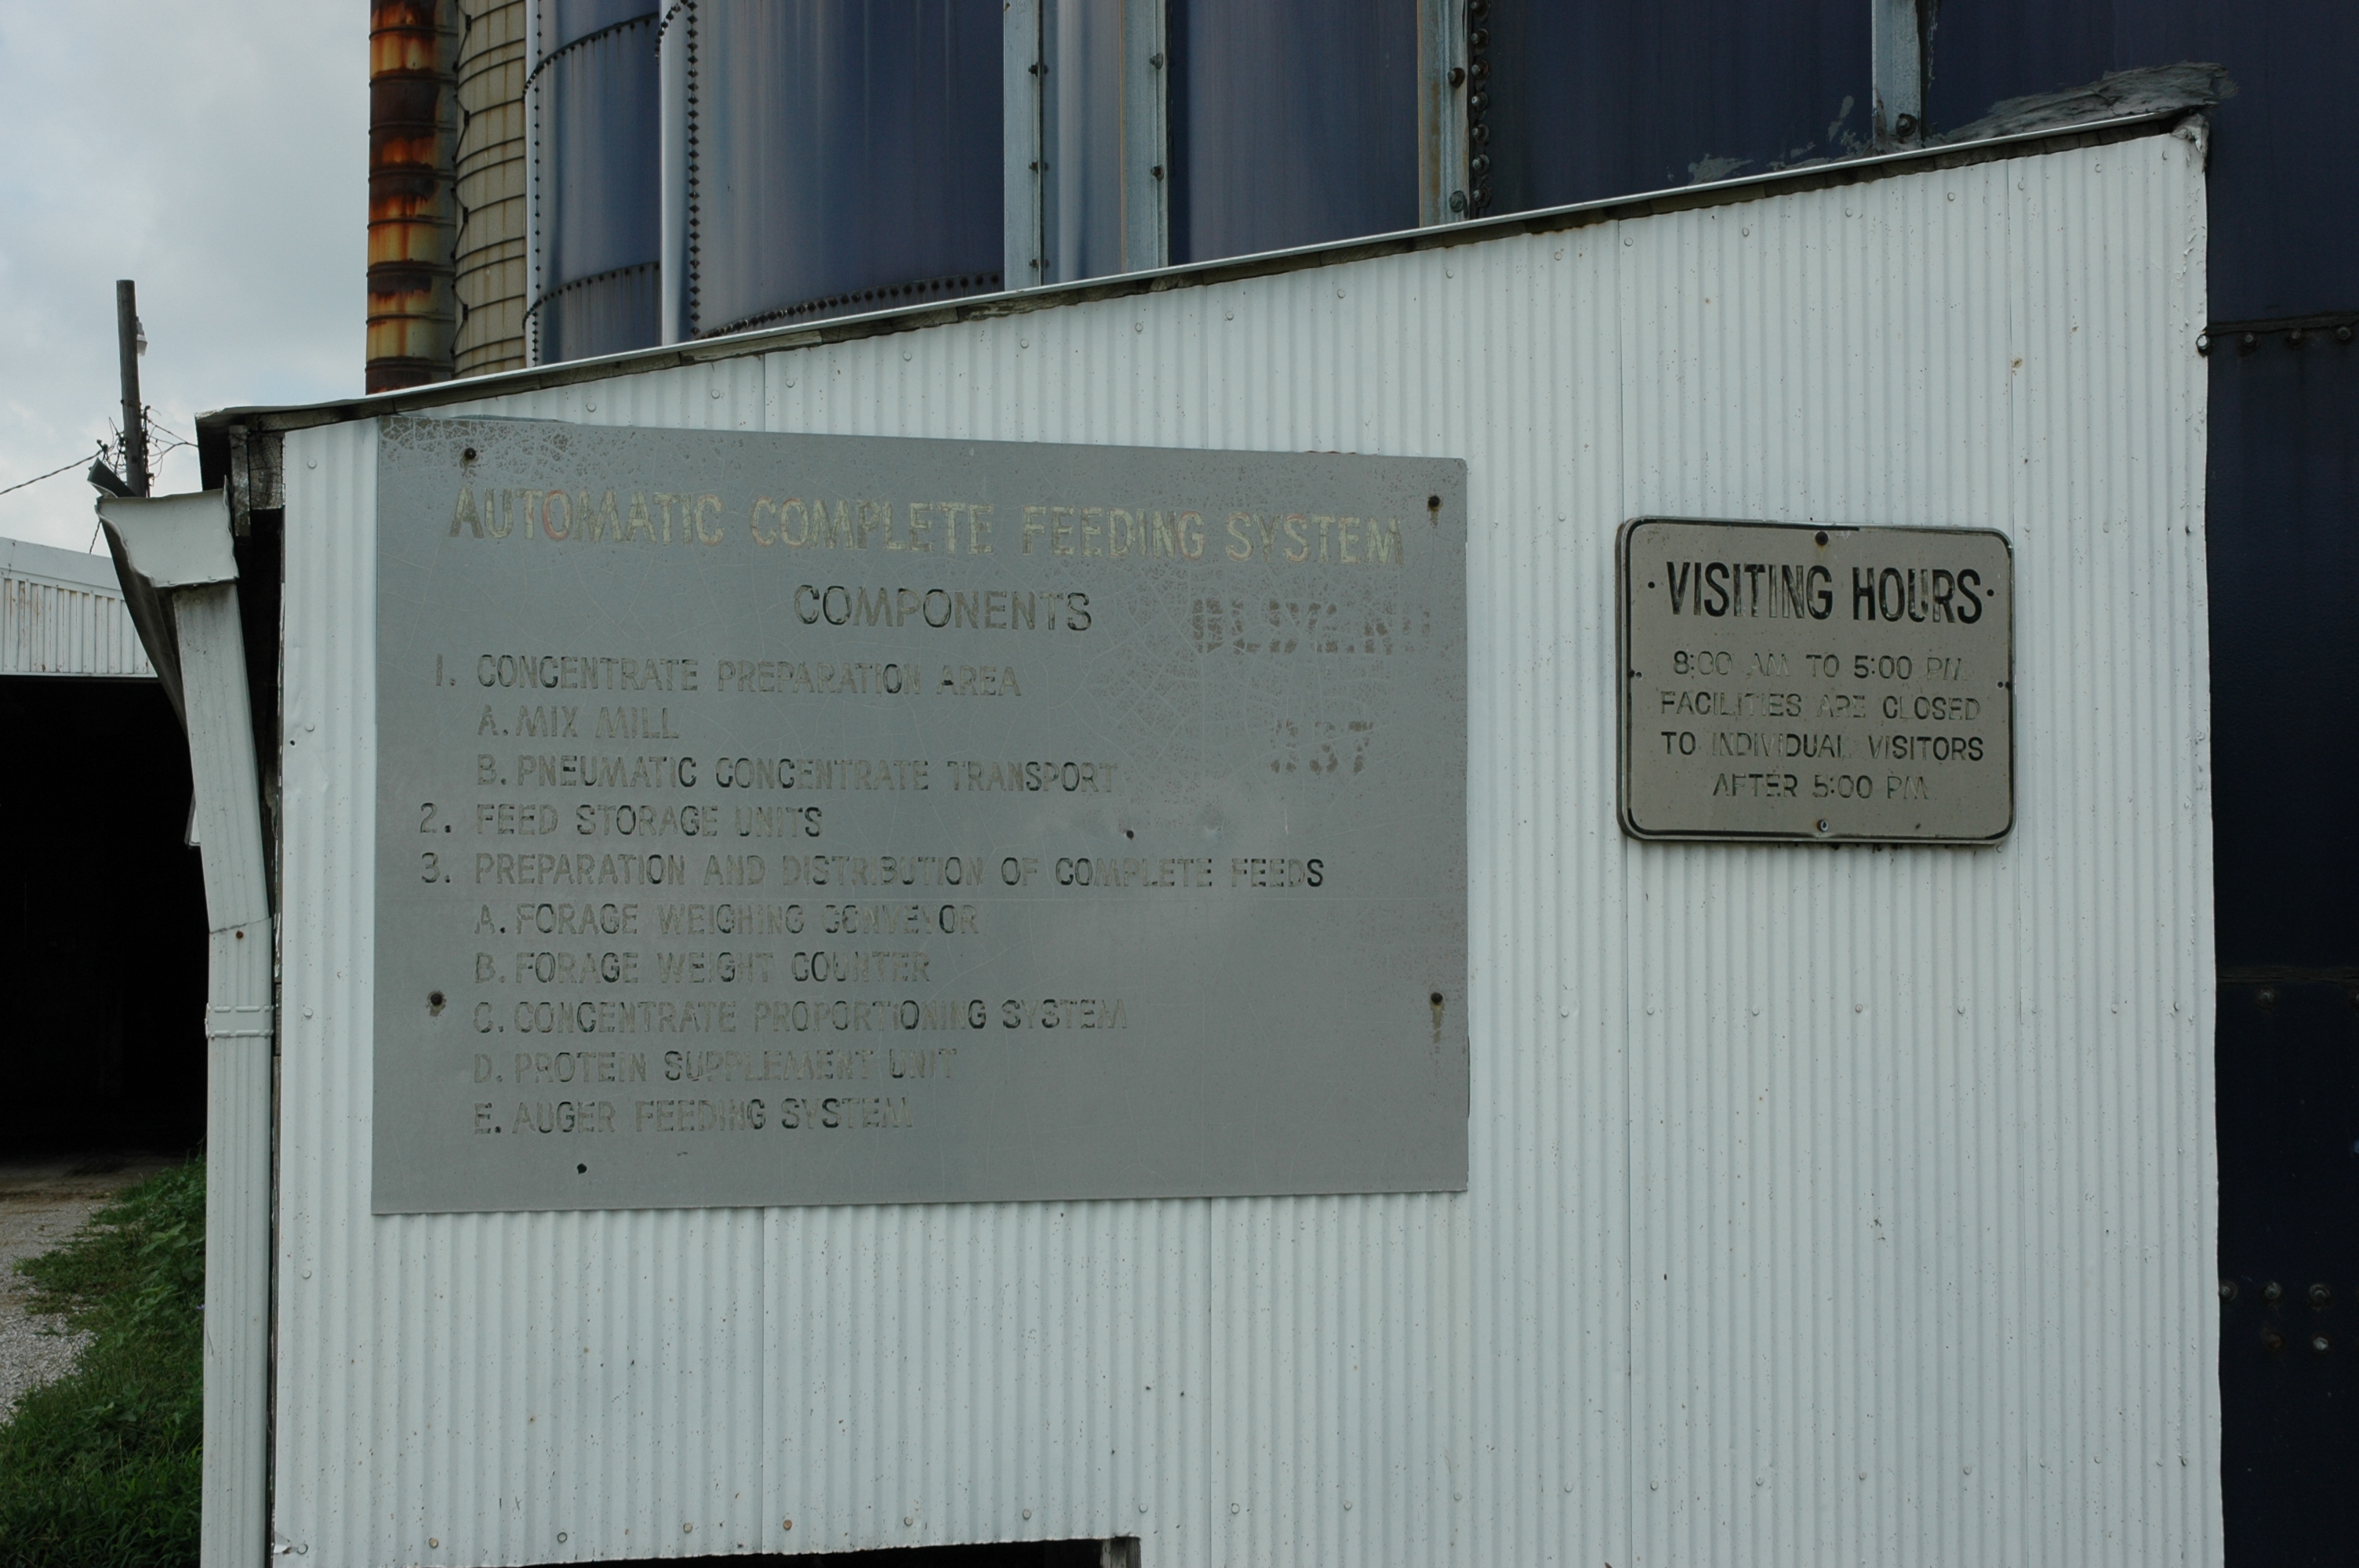 AUTOMATIC COMPLETE FEEDING SYSTEM
COMPONENTS
1. CONCENTRATE PREPARATION AREA
A. MIX MILL
B. PNEUMATIC CONCENTRATE TRANSPORT
2. FEED STORAGE UNITS
3. PREPARATION AND DISTRIBUTION OF COMPLETE FEEDS
A. FORAGE WEIGHING CONVEYOR
B. FORAGE WEIGHT COUNTER
C. CONCENTRATE PROPORTIONING SYSTEM
D. PROTEIN SUPPLEMENT UNIT
E. AUGER FEEDING SYSTEM
• VISITING HOURS •
8:00 AM TO 5:00 PM
FACILITIES ARE CLOSED
TO INDIVIDUAL VISITORS
AFTER 5:00 PM